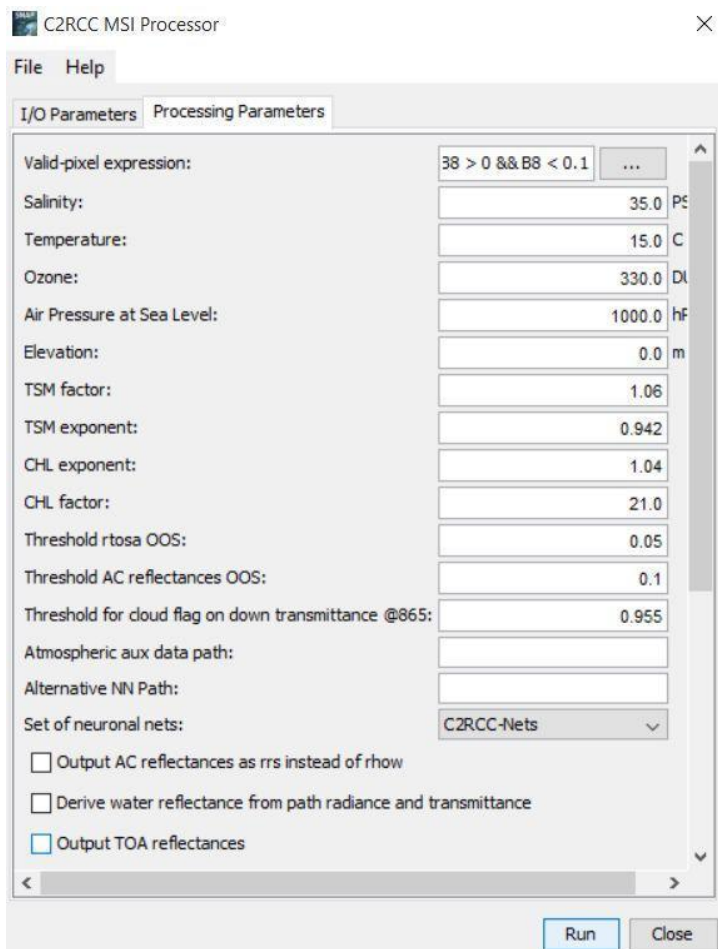 C2RCC MSI Processor
File Help
I/O Parameters Processing Parameters
Valid-pixel expression: B8 > 0 && B8 < 0.1 ...
Salinity: 35.0 PS
Temperature: 15.0 C
Ozone: 330.0 DU
Air Pressure at Sea Level: 1000.0 hP
Elevation: 0.0 m
TSM factor: 1.06
TSM exponent: 0.942
CHL exponent: 1.04
CHL factor: 21.0
Threshold rtosa OOS: 0.05
Threshold AC reflectances OOS: 0.1
Threshold for cloud flag on down transmittance @865: 0.955
Atmospheric aux data path:
Alternative NN Path:
Set of neuronal nets: C2RCC-Nets
Output AC reflectances as rrs instead of rhow
Derive water reflectance from path radiance and transmittance
Output TOA reflectances
Run Close